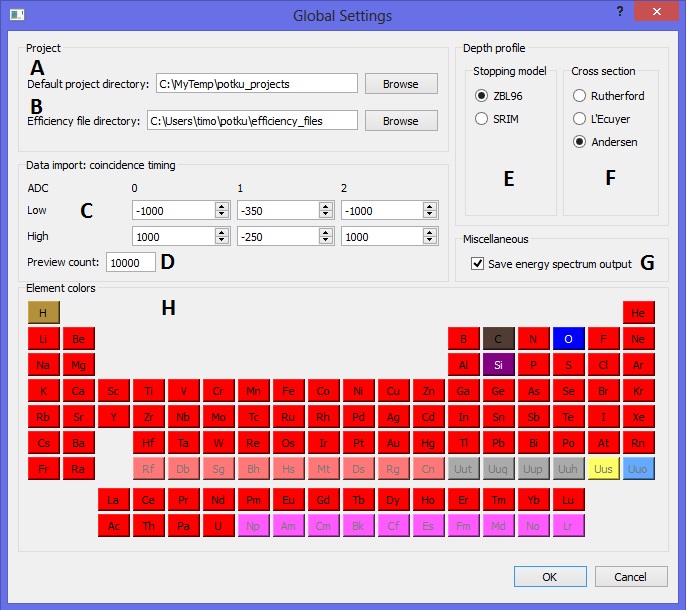 Global Settings
?
Project
A
Default project directory: C:\MyTemp\potku_projects Browse
B
Efficiency file directory: C:\Users\timo\potku\efficiency_files Browse
Data import: coincidence timing
ADC 0 1 2
Low C -1000 -350 -1000
High 1000 -250 1000
Preview count: 10000 D
Depth profile
Stopping model
ZBL96
SRIM
E
Cross section
Rutherford
L'Ecuyer
Andersen
F
Miscellaneous
Save energy spectrum output G
Element colors
H
H He
Li Be B C N O F Ne
Na Mg Al Si P S Cl Ar
K Ca Sc Ti V Cr Mn Fe Co Ni Cu Zn Ga Ge As Se Br Kr
Rb Sr Y Zr Nb Mo Tc Ru Rh Pd Ag Cd In Sn Sb Te I Xe
Cs Ba Hf Ta W Re Os Ir Pt Au Hg Tl Pb Bi Po At Rn
Fr Ra Rf Db Sg Bh Hs Mt Ds Rg Cn Uut Uuq Uup Uuh Uus Uuo
La Ce Pr Nd Pm Eu Gd Tb Dy Ho Er Tm Yb Lu
Ac Th Pa U Np Am Cm Bk Cf Es Fm Md No Lr
OK Cancel